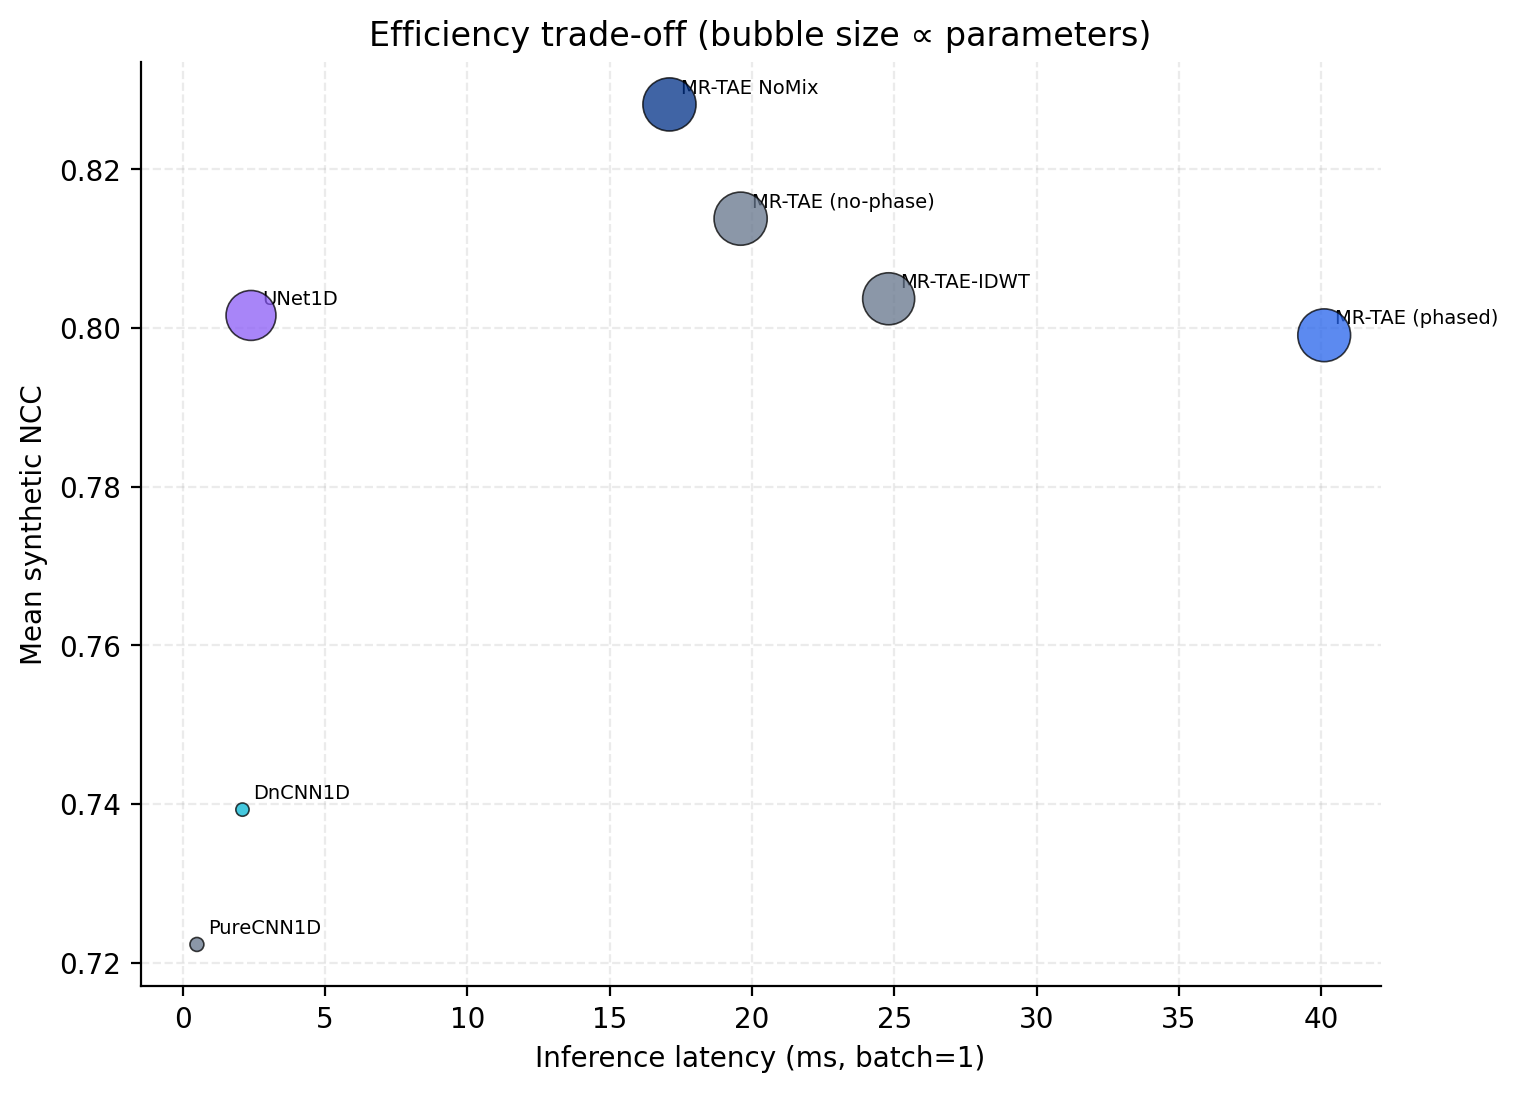 Efficiency trade-off (bubble size ∝ parameters)
MR-TAE NoMix
0.82
MR-TAE (no-phase)
MR-TAE-IDWT
UNet1D
MR-TAE (phased)
0.80
Mean synthetic NCC
0.78
0.76
DnCNN1D
0.74
PureCNN1D
0.72
0 5 10 15 20 25 30 35 40
Inference latency (ms, batch=1)